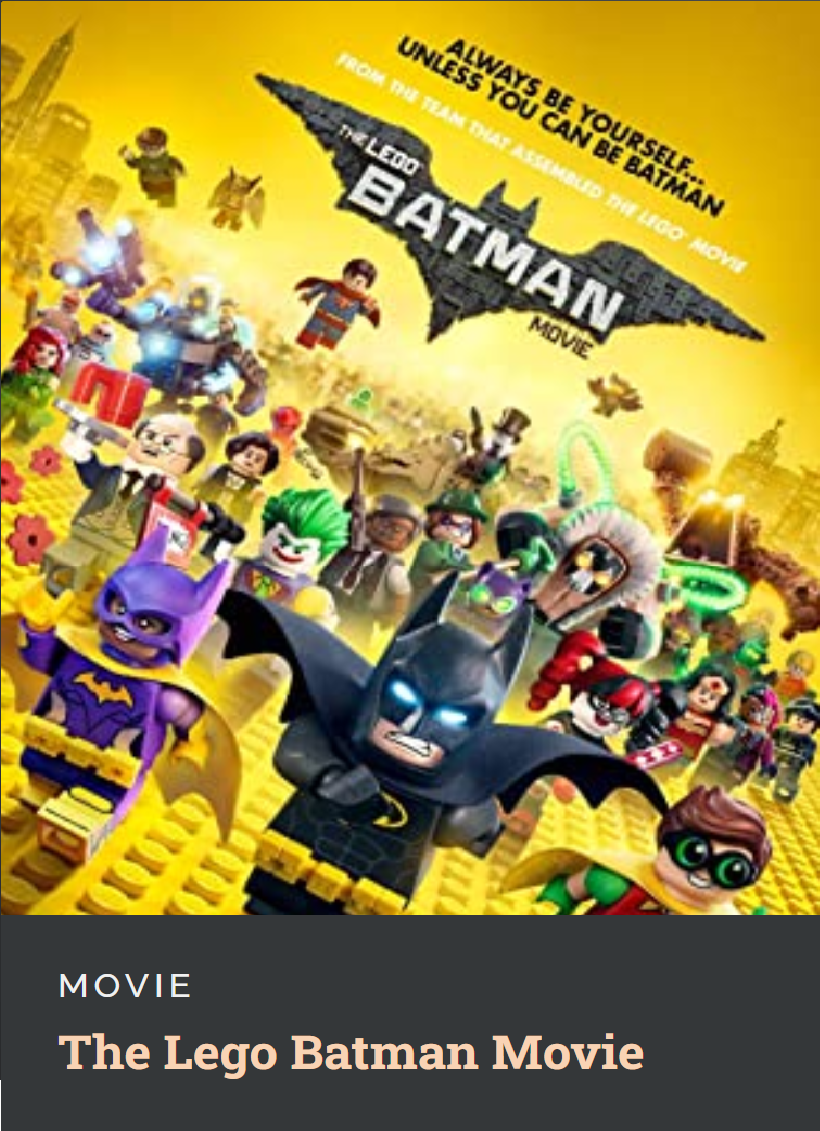 ALWAYS BE YOURSELF...
UNLESS YOU CAN BE BATMAN
FROM THE TEAM THAT ASSEMBLED THE LEGO® MOVIE
THE LEGO
BATMAN
MOVIE
MOVIE
The Lego Batman Movie